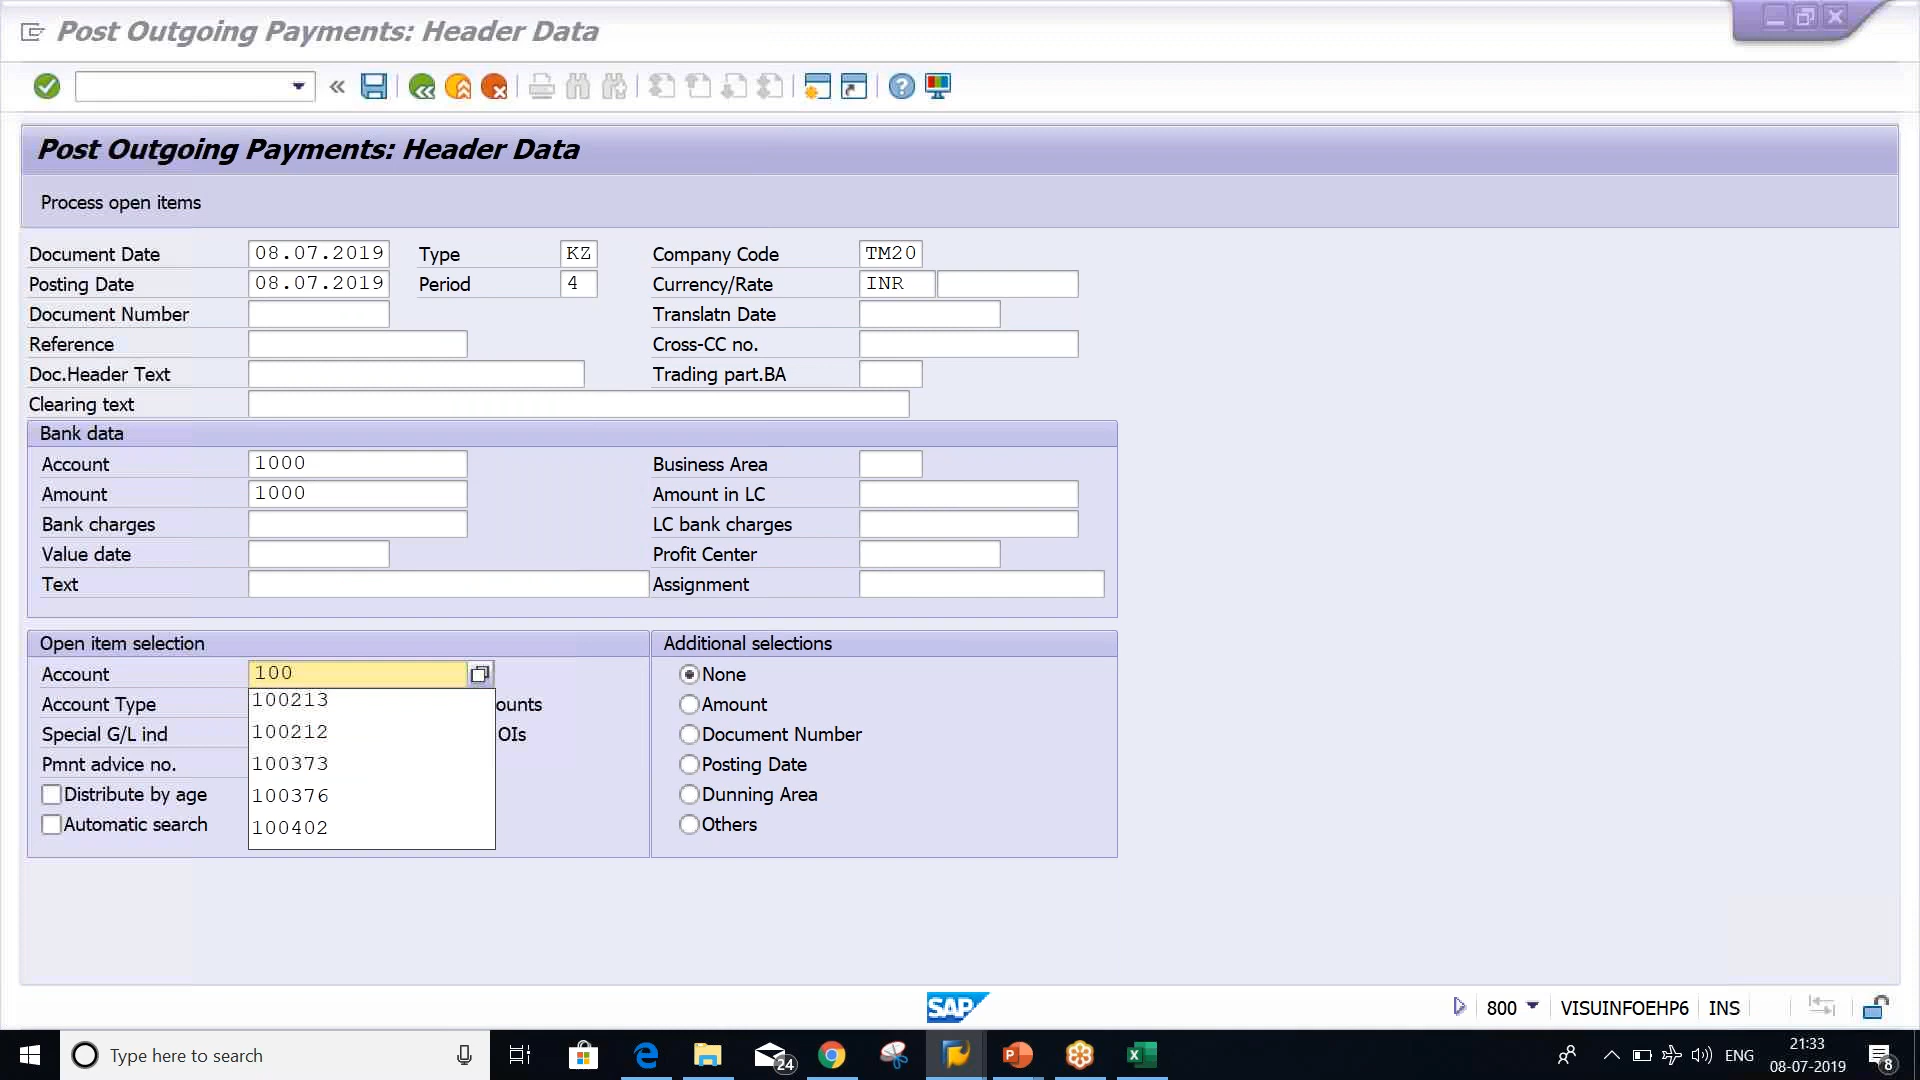 Post Outgoing Payments: Header Data
Post Outgoing Payments: Header Data
Process open items
Document Date 08.07.2019 Type KZ Company Code TM20
Posting Date 08.07.2019 Period 4 Currency/Rate INR
Document Number Translatn Date
Reference Cross-CC no.
Doc.Header Text Trading part.BA
Clearing text
Bank data
Account 1000 Business Area
Amount 1000 Amount in LC
Bank charges LC bank charges
Value date Profit Center
Text Assignment
Open item selection Additional selections
Account 100 None
Account Type 100213 ounts Amount
Special G/L ind 100212 OIs Document Number
Pmnt advice no. 100373 Posting Date
Distribute by age 100376 Dunning Area
Automatic search 100402 Others
SAP 800 VISUINFOEHP6 INS
Type here to search 24 ENG 21:33
08-07-2019 8